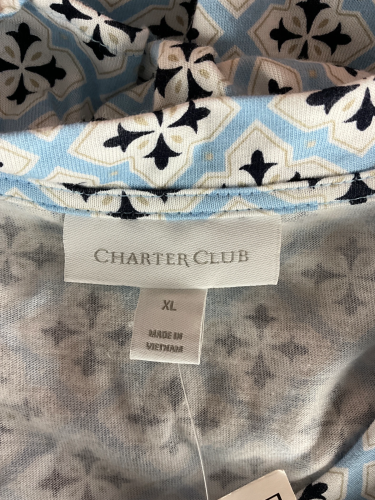 CHARTER CLUB
XL
MADE IN
VIETNAM